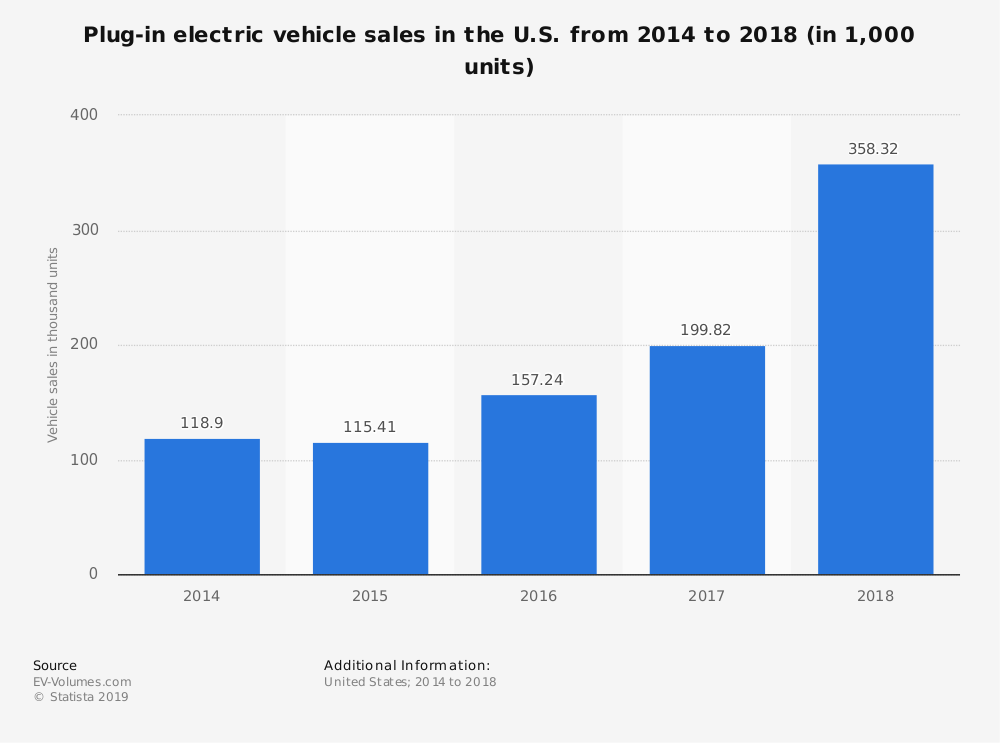 Plug-in electric vehicle sales in the U.S. from 2014 to 2018 (in 1,000
units)
Vehicle sales in thousand units
400
300
200
100
0
118.9
115.41
157.24
199.82
358.32
2014
2015
2016
2017
2018
Source
EV-Volumes.com
© Statista 2019
Additional Information:
United States; 2014 to 2018